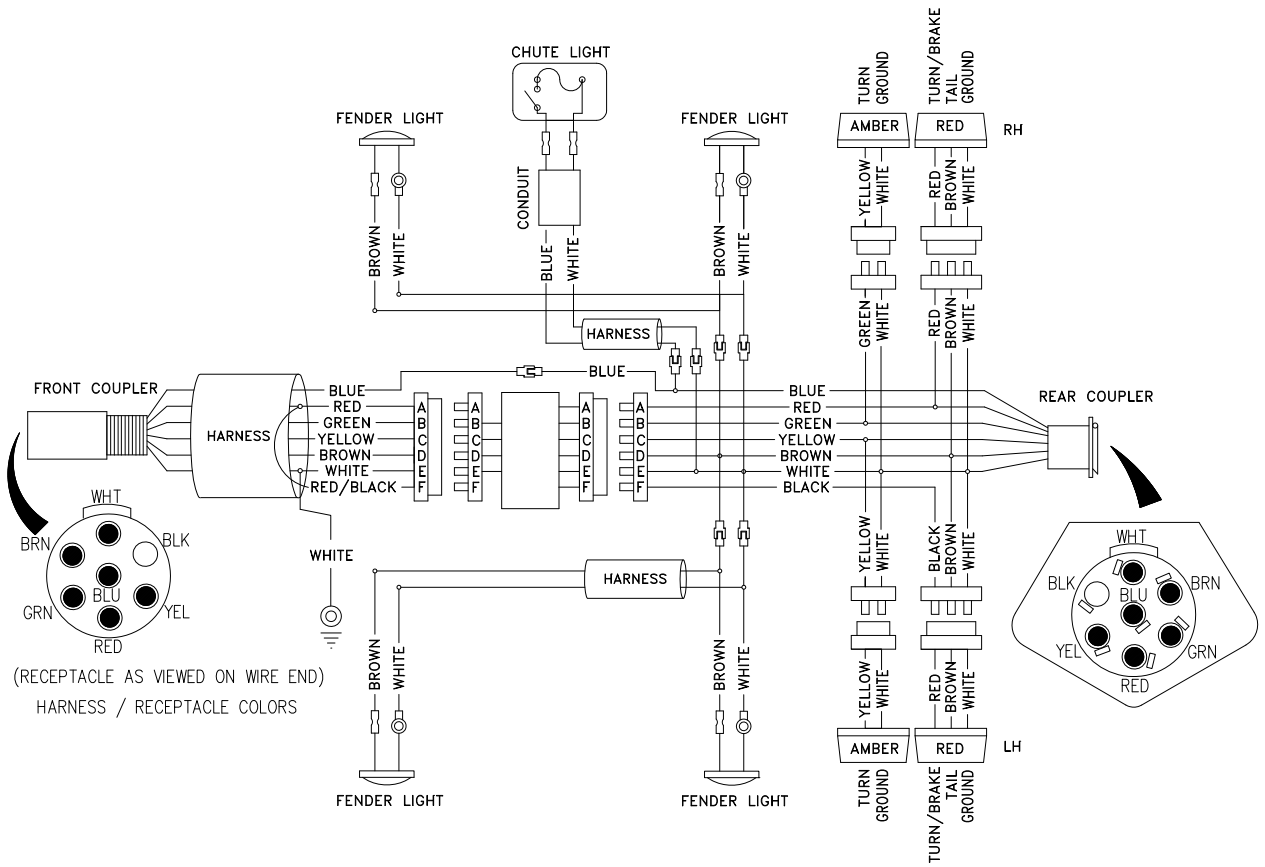 CHUTE LIGHT
FENDER LIGHT
FENDER LIGHT
TURN
GROUND
TURN/BRAKE
TAIL
GROUND
AMBER
RED
RH
CONDUIT
BROWN
WHITE
BLUE
WHITE
BROWN
WHITE
YELLOW
WHITE
RED
BROWN
WHITE
GREEN
WHITE
RED
BROWN
WHITE
HARNESS
FRONT COUPLER
HARNESS
BLUE
RED
GREEN
YELLOW
BROWN
WHITE
RED/BLACK
A
B
C
D
E
F
A
B
C
D
E
F
A
B
C
D
E
F
A
B
C
D
E
F
BLUE
BLUE
RED
GREEN
YELLOW
BROWN
WHITE
BLACK
REAR COUPLER
WHT
BRN
BLK
BLU
GRN
YEL
RED
(RECEPTACLE AS VIEWED ON WIRE END)
HARNESS / RECEPTACLE COLORS
WHITE
HARNESS
BROWN
WHITE
BROWN
WHITE
FENDER LIGHT
FENDER LIGHT
YELLOW
WHITE
BLACK
BROWN
WHITE
YELLOW
WHITE
RED
BROWN
WHITE
AMBER
RED
LH
TURN
GROUND
TURN/BRAKE
TAIL
GROUND
WHT
BLK
BRN
BLU
YEL
GRN
RED